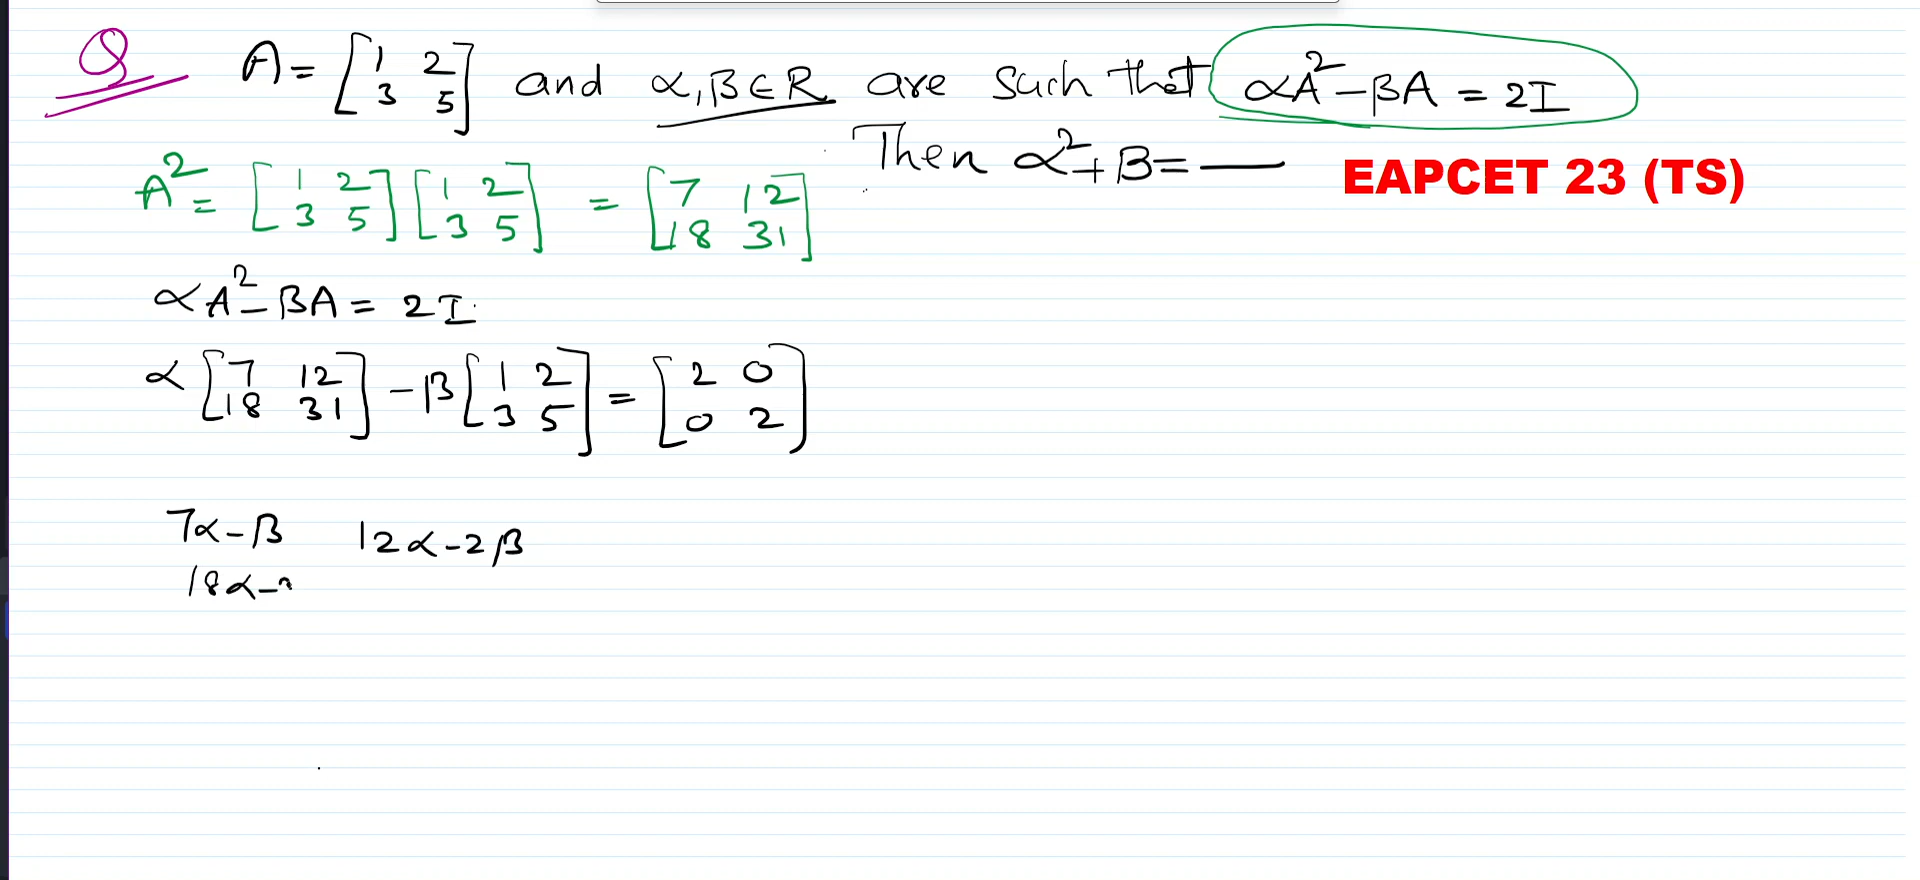 Q A = [1 2 3 5] and α,β∈R are such that αA² - βA = 2I
Then α² + β = ___
EAPCET 23 (TS)
A² = [1 2 3 5] [1 2 3 5] = [7 12 18 31]
αA² - βA = 2I
α [7 12 18 31] - β [1 2 3 5] = [2 0 0 2]
7α - β 12α - 2β
18α -